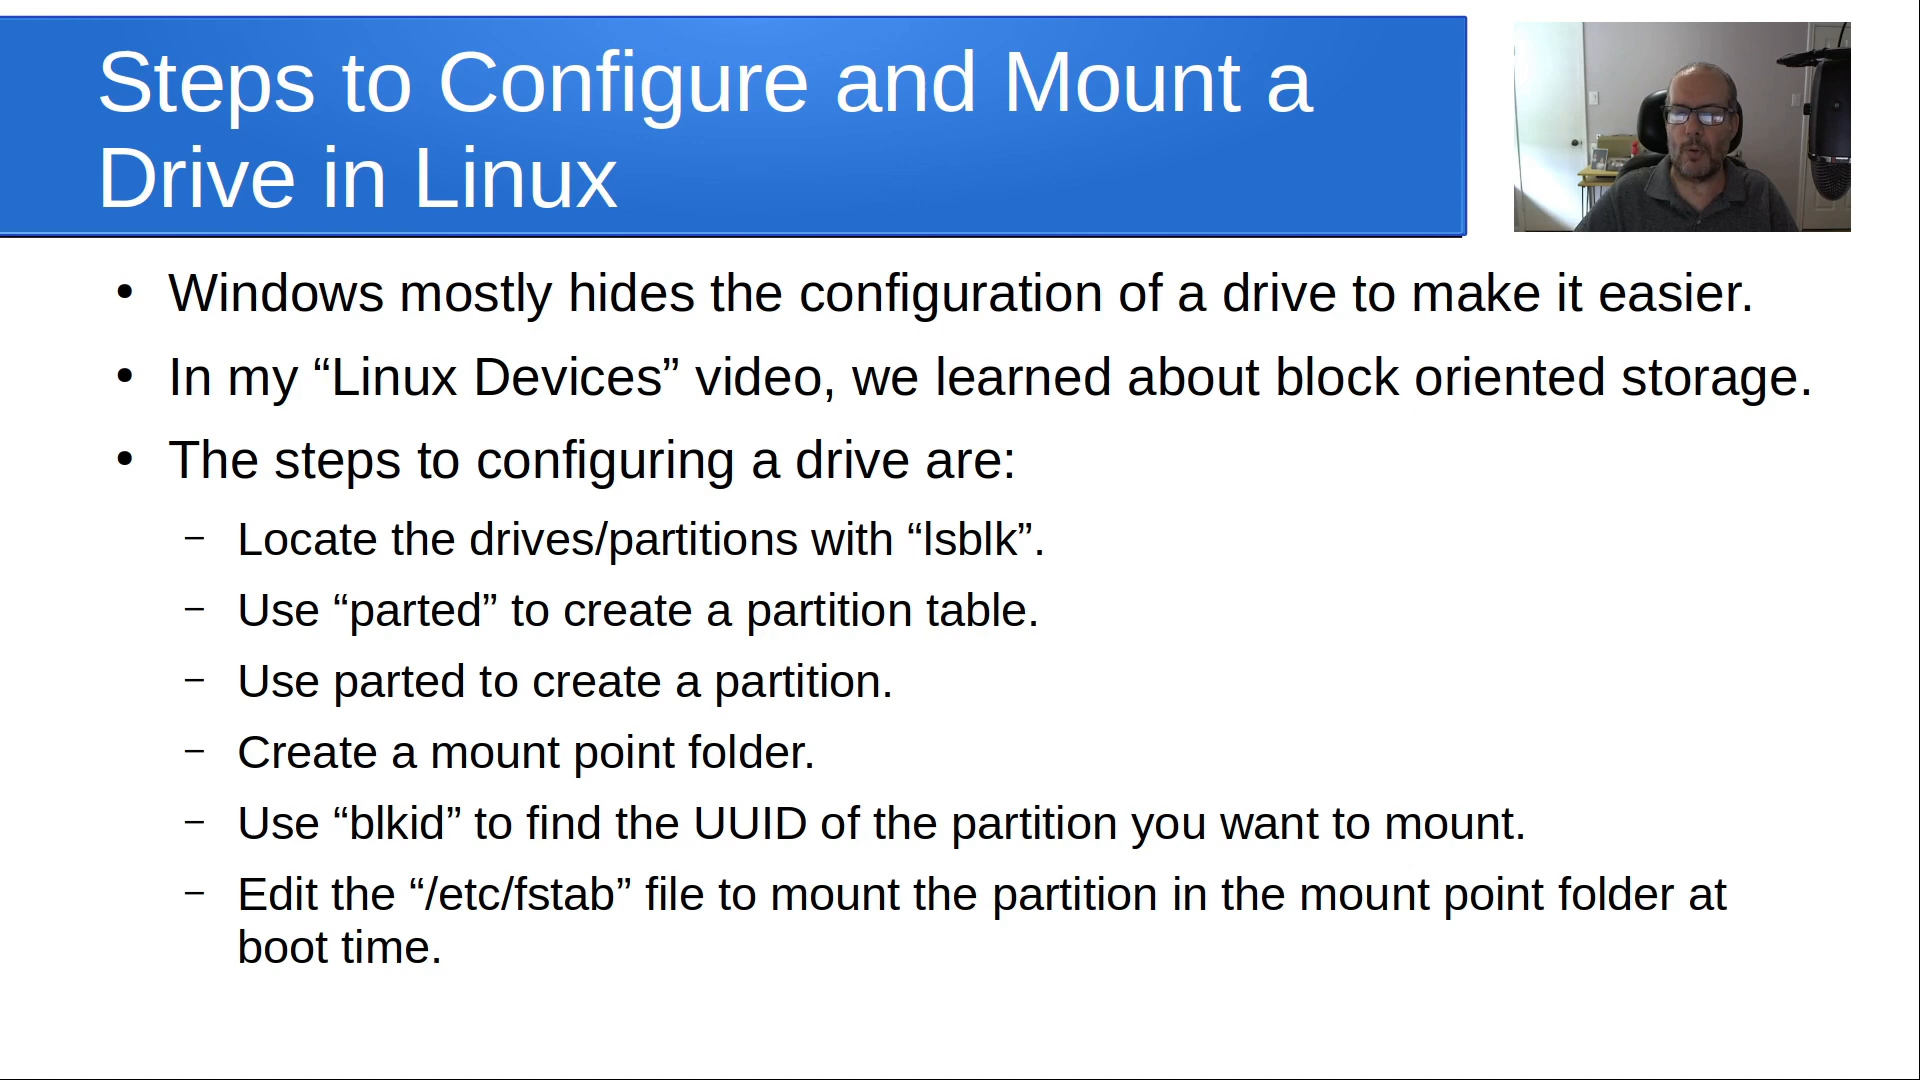 Steps to Configure and Mount a
Drive in Linux
• Windows mostly hides the configuration of a drive to make it easier.
• In my “Linux Devices” video, we learned about block oriented storage.
• The steps to configuring a drive are:
– Locate the drives/partitions with “lsblk”.
– Use “parted” to create a partition table.
– Use parted to create a partition.
– Create a mount point folder.
– Use “blkid” to find the UUID of the partition you want to mount.
– Edit the “/etc/fstab” file to mount the partition in the mount point folder at
boot time.